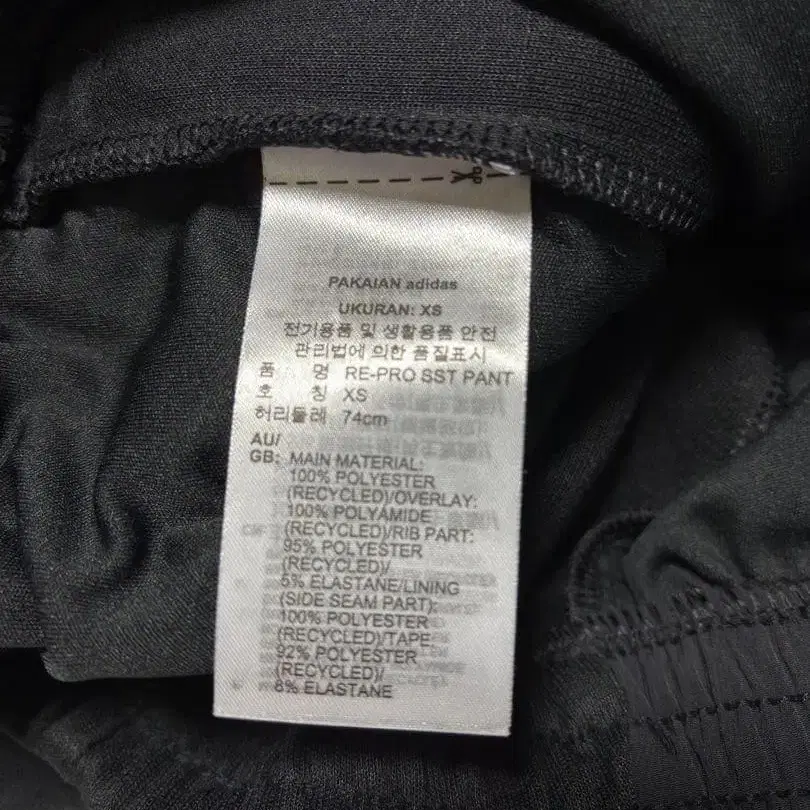 PAKAIAN adidas
UKURAN: XS
전기용품 및 생활용품 안전
관리법에 의한 품질표시
품 명 RE-PRO SST PANT
호 칭 XS
허리둘레 74cm
AU/
GB: MAIN MATERIAL:
100% POLYESTER
(RECYCLED)/OVERLAY:
100% POLYAMIDE
(RECYCLED)/RIB PART:
95% POLYESTER
(RECYCLED)/
5% ELASTANE/LINING
(SIDE SEAM PART):
100% POLYESTER
(RECYCLED)/TAPE
92% POLYESTER
(RECYCLED)/
8% ELASTANE